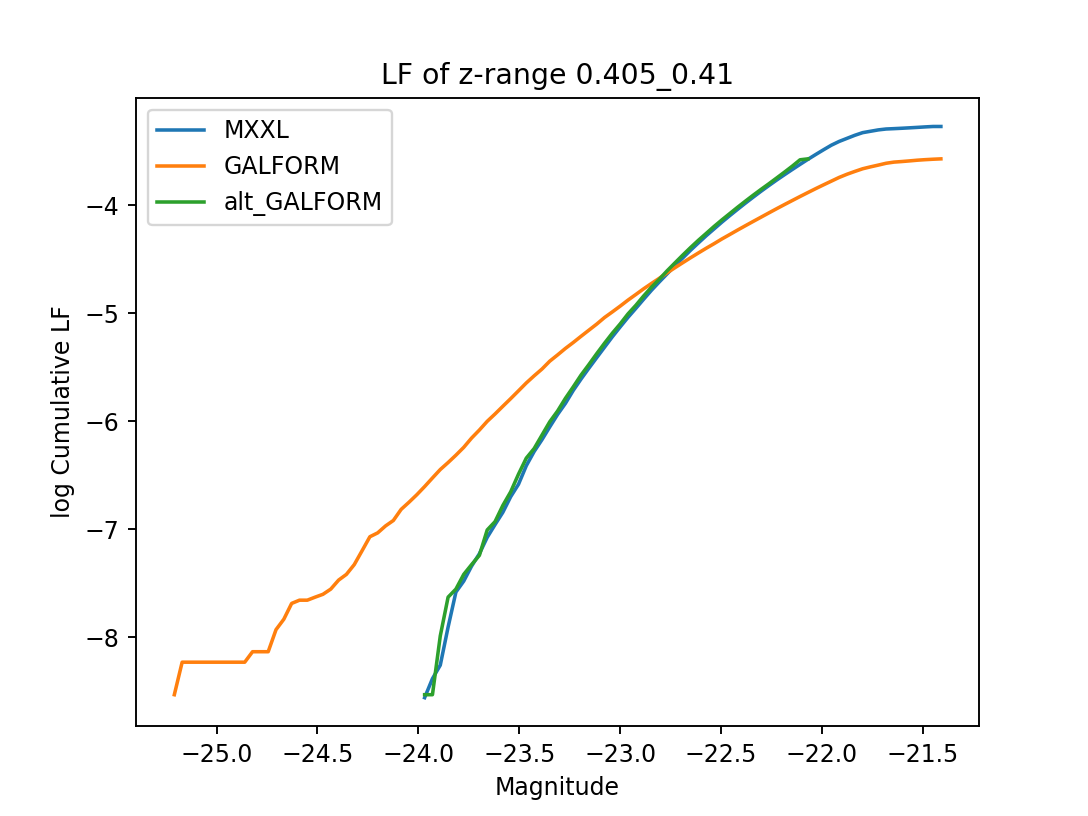 LF of z-range 0.405_0.41
MXXL
GALFORM
alt_GALFORM
−4
−5
−6
−7
−8
log Cumulative LF
−25.0 −24.5 −24.0 −23.5 −23.0 −22.5 −22.0 −21.5
Magnitude